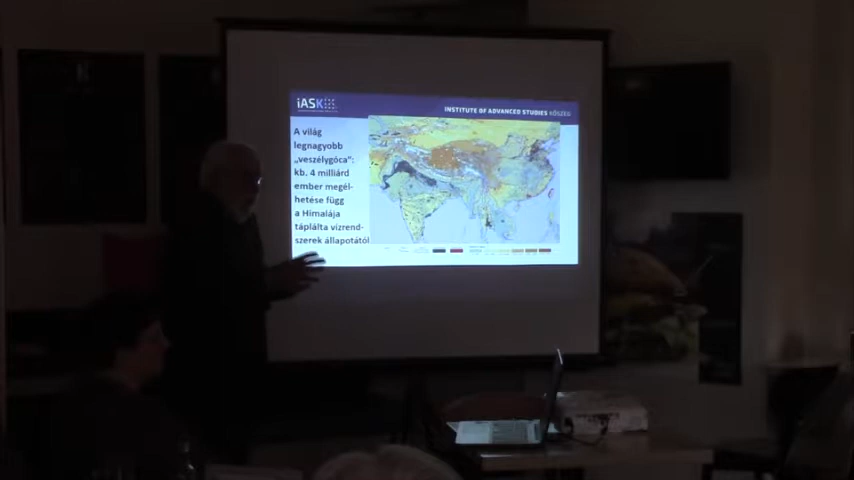 iASK
INSTITUTE OF ADVANCED STUDIES KŐSZEG
A világ
legnagyobb
„veszélygóca”:
kb. 4 milliárd
ember megél-
hetése függ
a Himalája
táplálta vízrend-
szerek állapotától